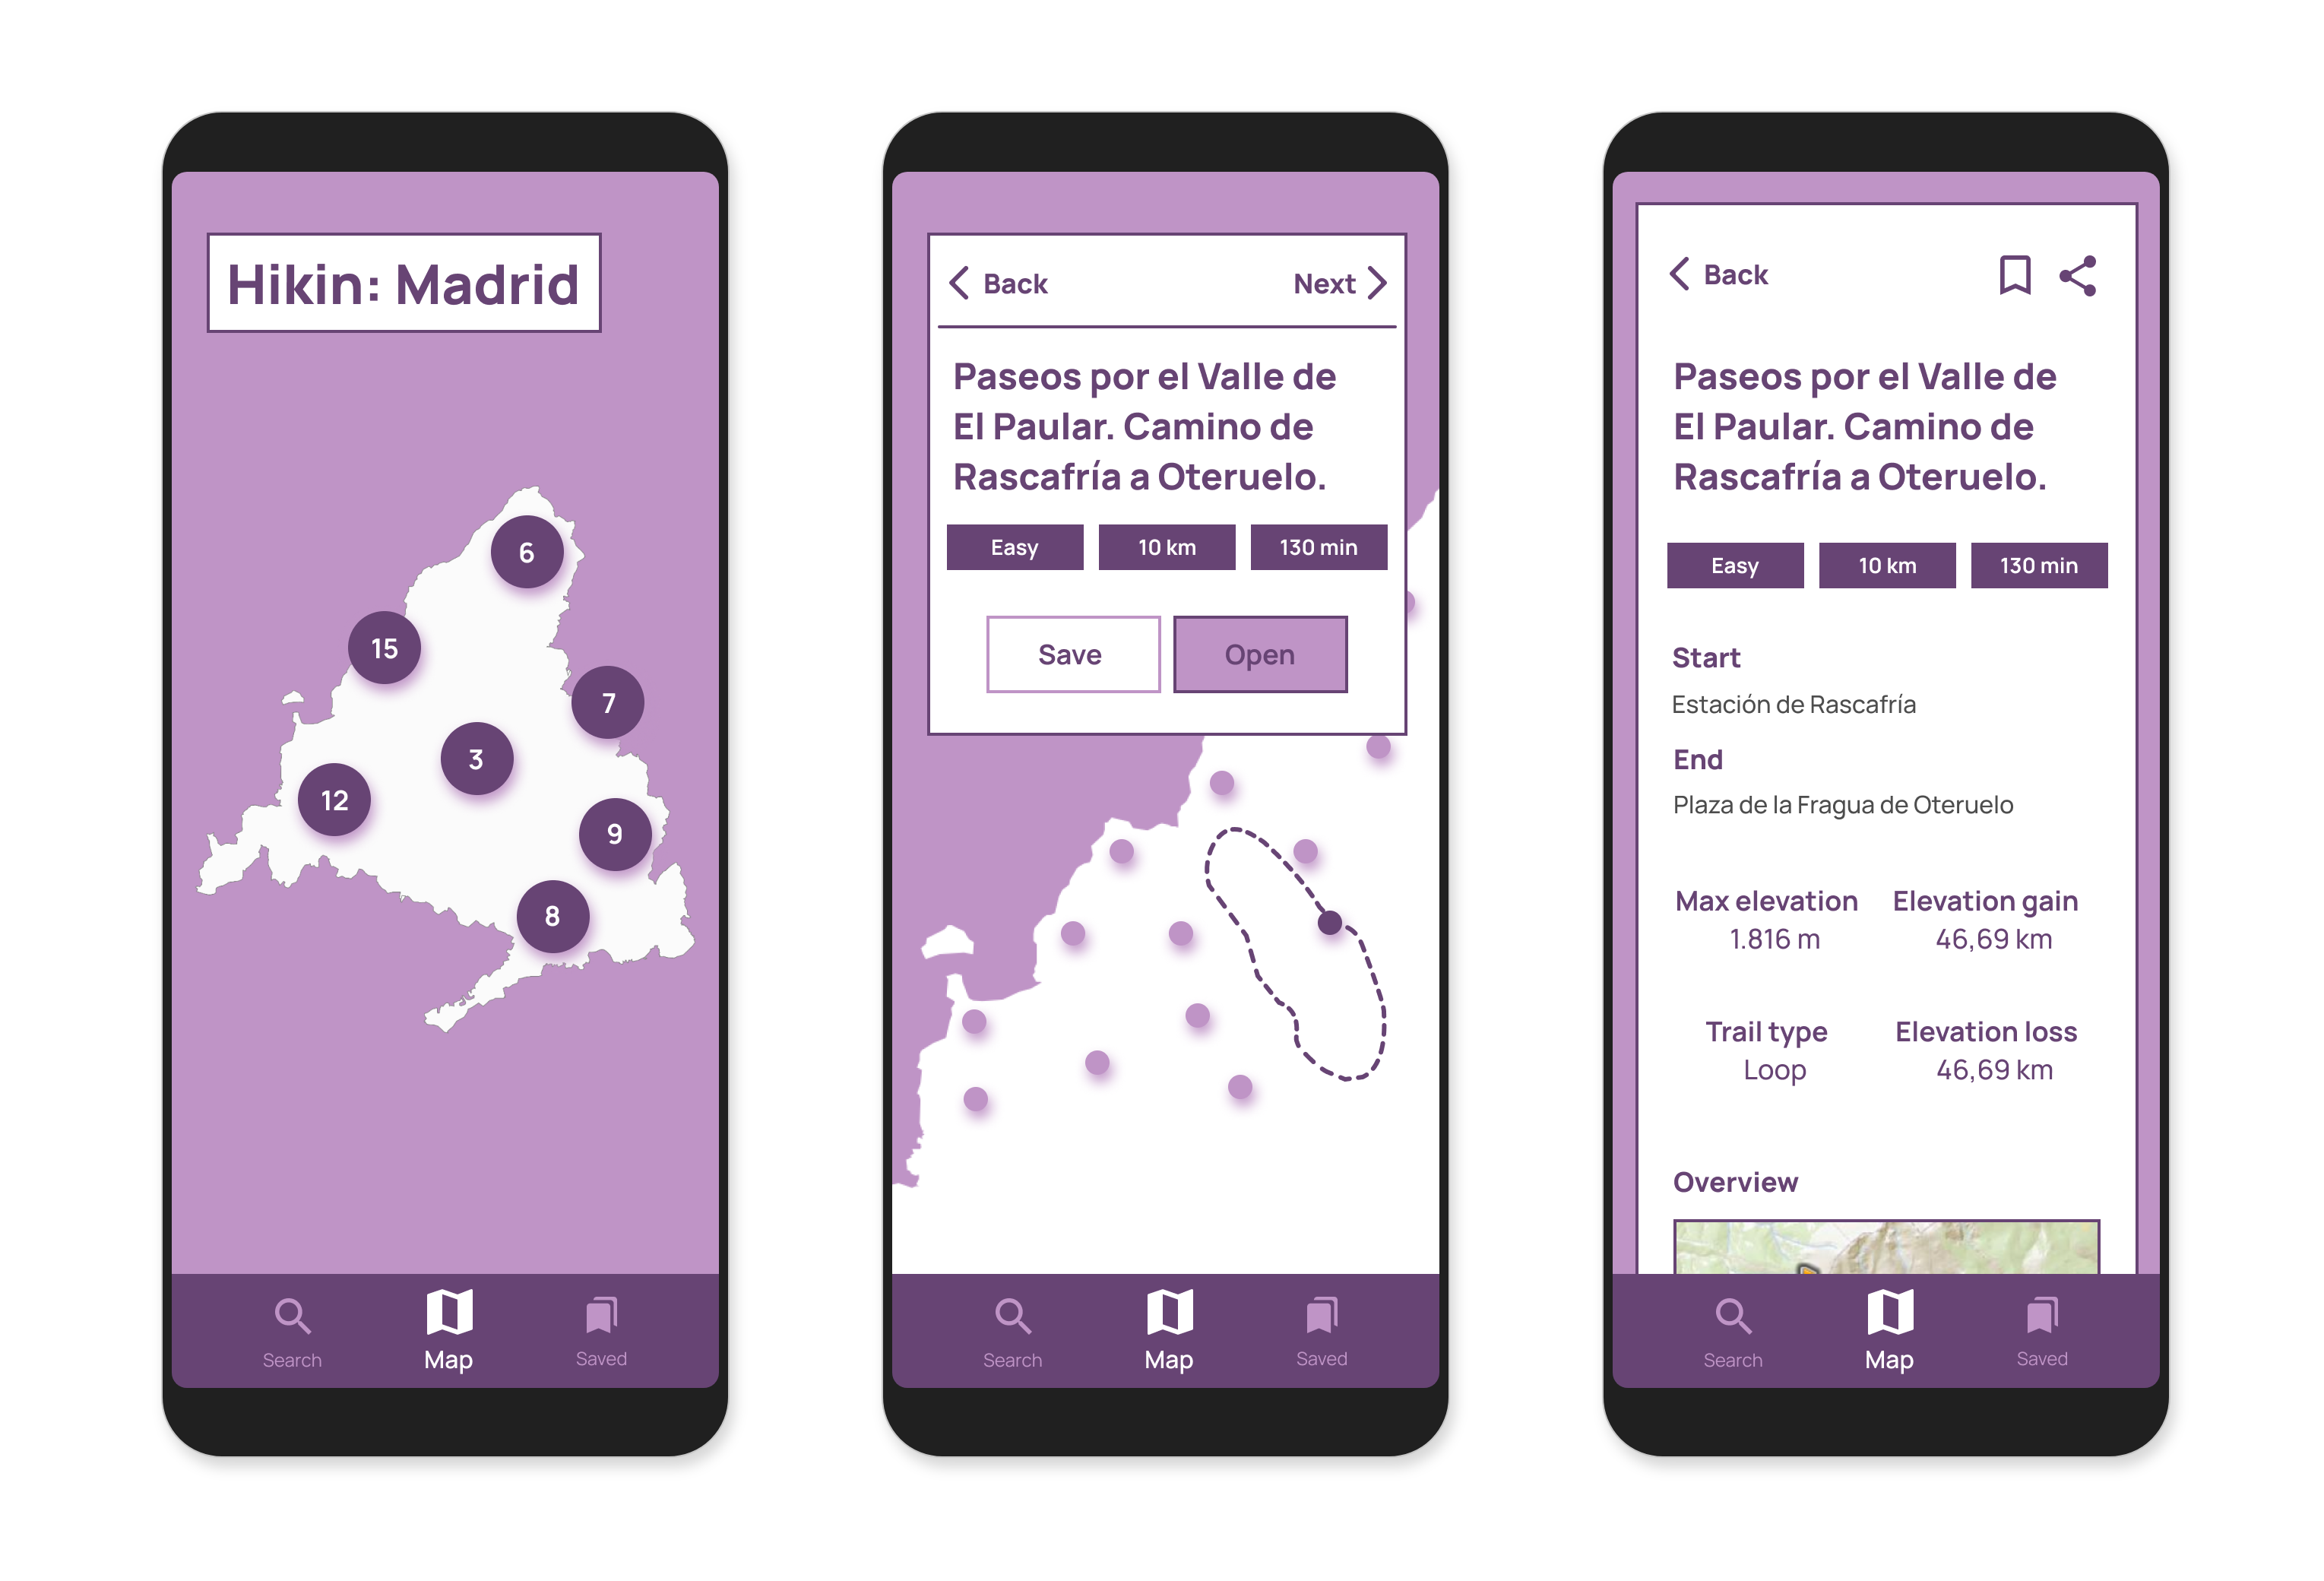 Hikin: Madrid
6
15
7
3
12
9
8
Search
Map
Saved
Back
Next
Paseos por el Valle de
El Paular. Camino de
Rascafría a Oteruelo.
Easy
10 km
130 min
Save
Open
Search
Map
Saved
Back
Paseos por el Valle de
El Paular. Camino de
Rascafría a Oteruelo.
Easy
10 km
130 min
Start
Estación de Rascafría
End
Plaza de la Fragua de Oteruelo
Max elevation
1.816 m
Elevation gain
46,69 km
Trail type
Loop
Elevation loss
46,69 km
Overview
Search
Map
Saved